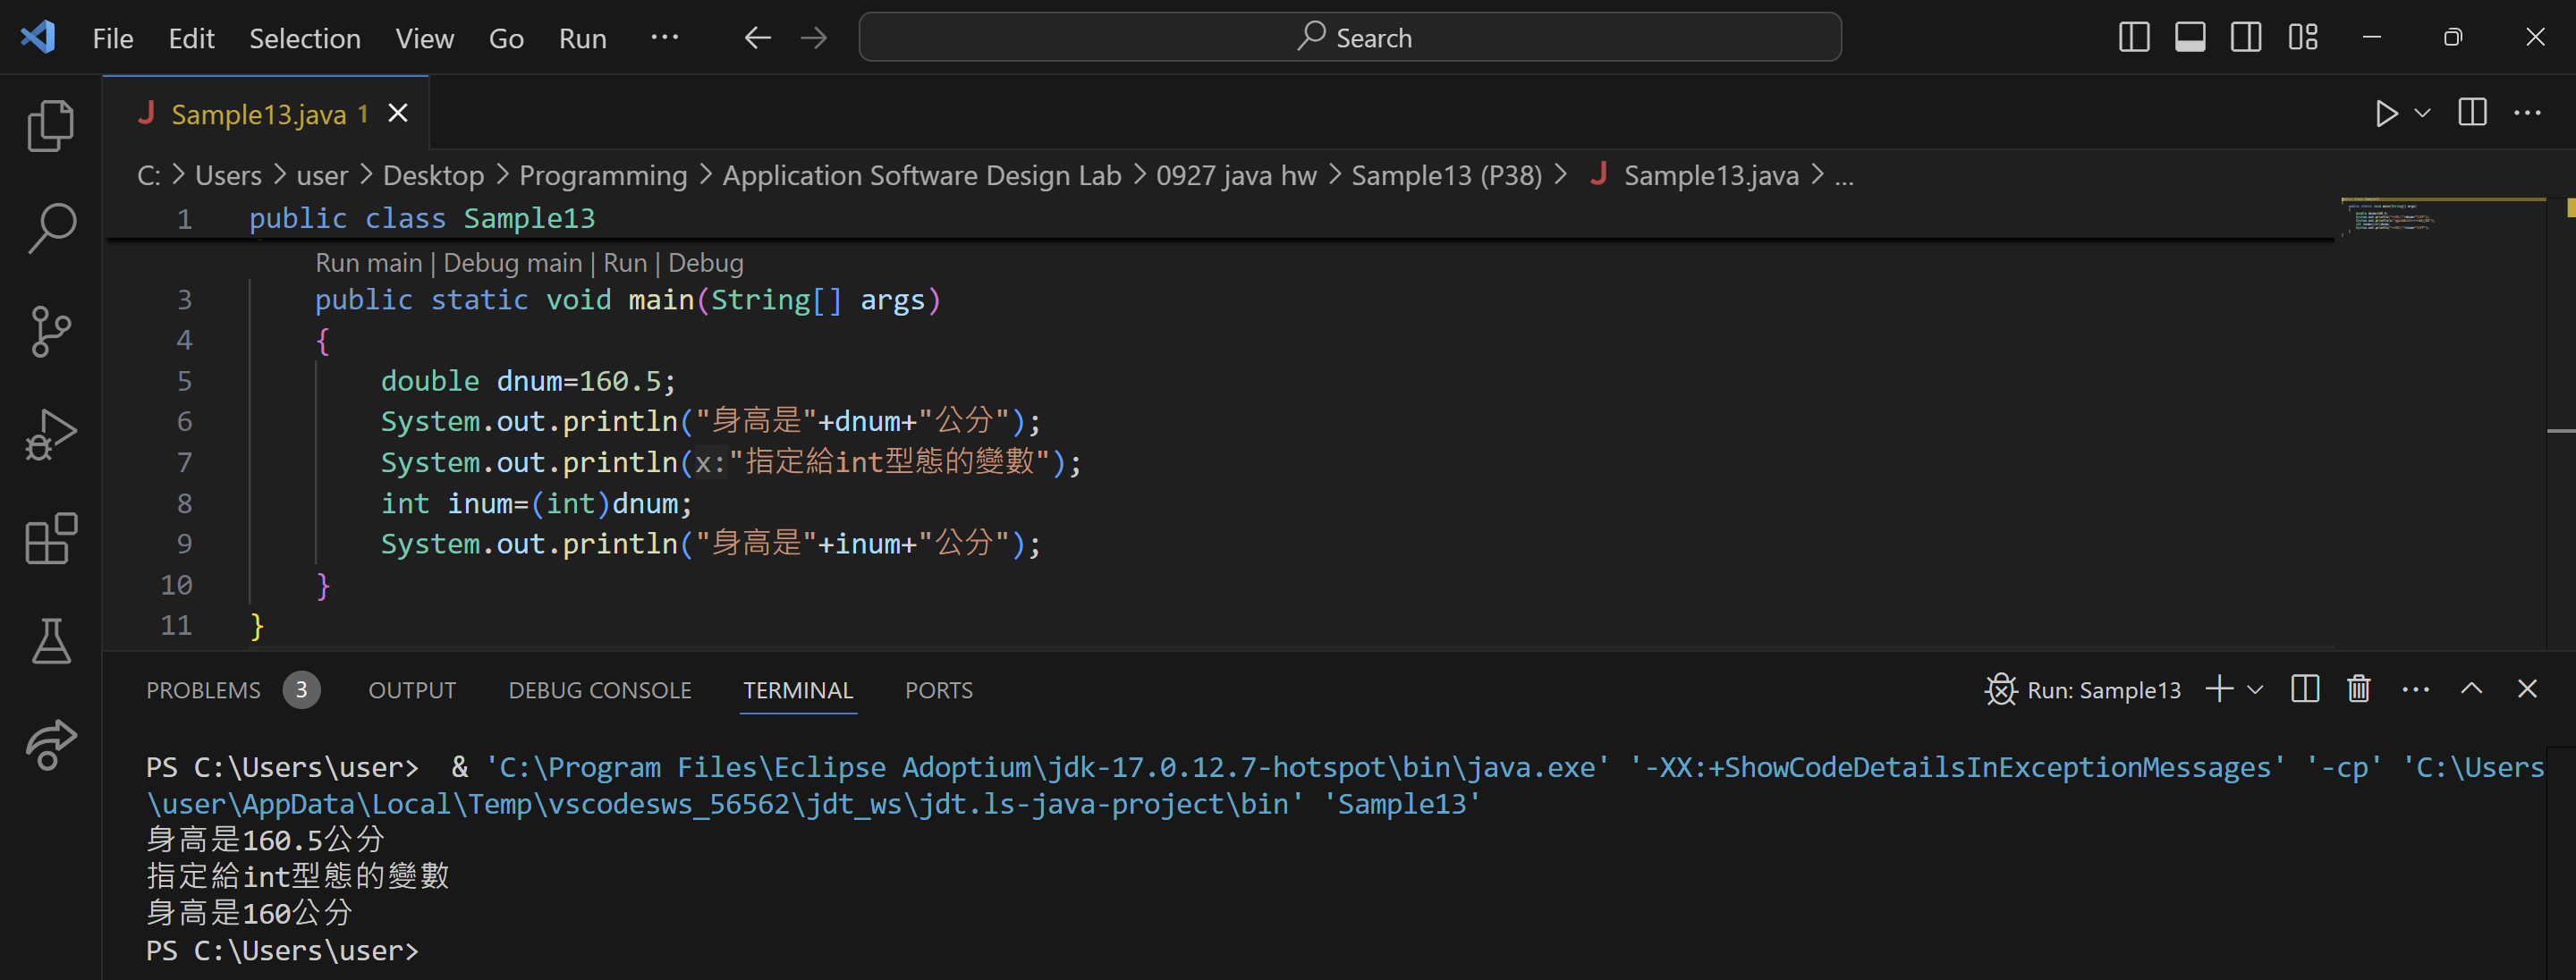 File Edit Selection View Go Run ··· Search
Sample13.java 1
C: > Users > user > Desktop > Programming > Application Software Design Lab > 0927 java hw > Sample13 (P38) > J Sample13.java > ...
1 public class Sample13
Run main | Debug main | Run | Debug
3 public static void main(String[] args)
4 {
5 double dnum=160.5;
6 System.out.println("身高是"+dnum+"公分");
7 System.out.println(x:"指定給int型態的變數");
8 int inum=(int)dnum;
9 System.out.println("身高是"+inum+"公分");
10 }
11 }
PROBLEMS 3 OUTPUT DEBUG CONSOLE TERMINAL PORTS Run: Sample13
PS C:\Users\user>  & 'C:\Program Files\Eclipse Adoptium\jdk-17.0.12.7-hotspot\bin\java.exe' '-XX:+ShowCodeDetailsInExceptionMessages' '-cp' 'C:\Users
\user\AppData\Local\Temp\vscodesws_56562\jdt_ws\jdt.ls-java-project\bin' 'Sample13'
身高是160.5公分
指定給int型態的變數
身高是160公分
PS C:\Users\user>